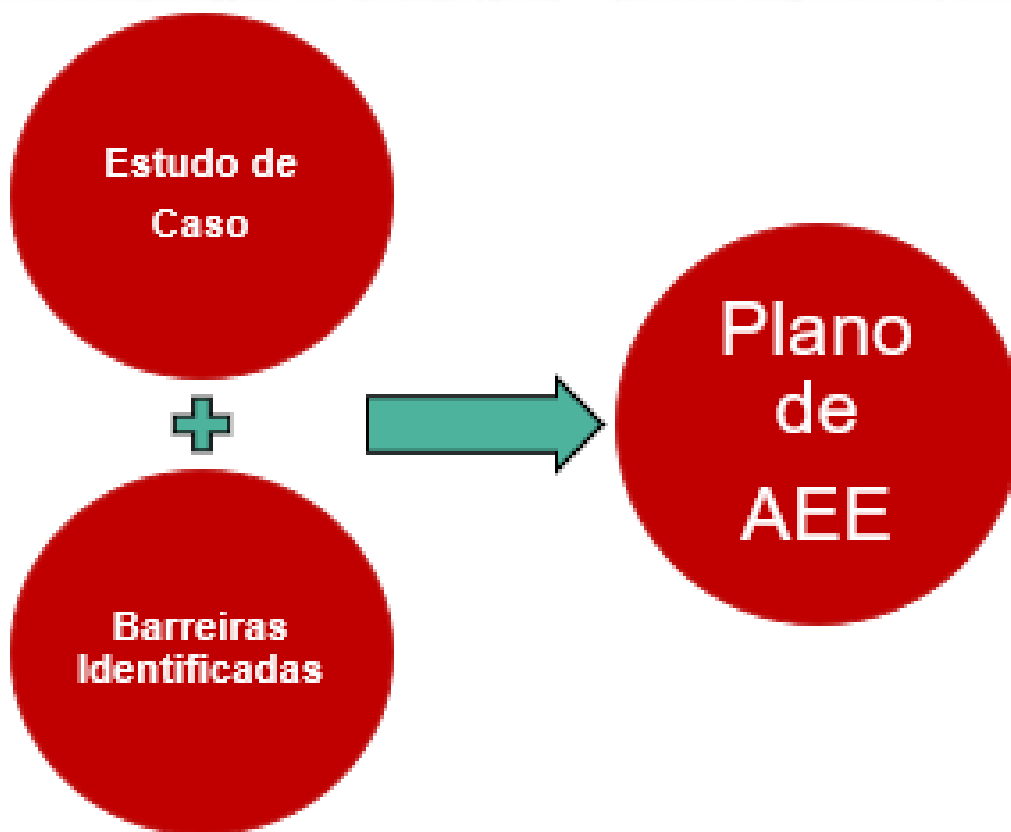 Estudo de
Caso
Barreiras
Identificadas
Plano
de
AEE